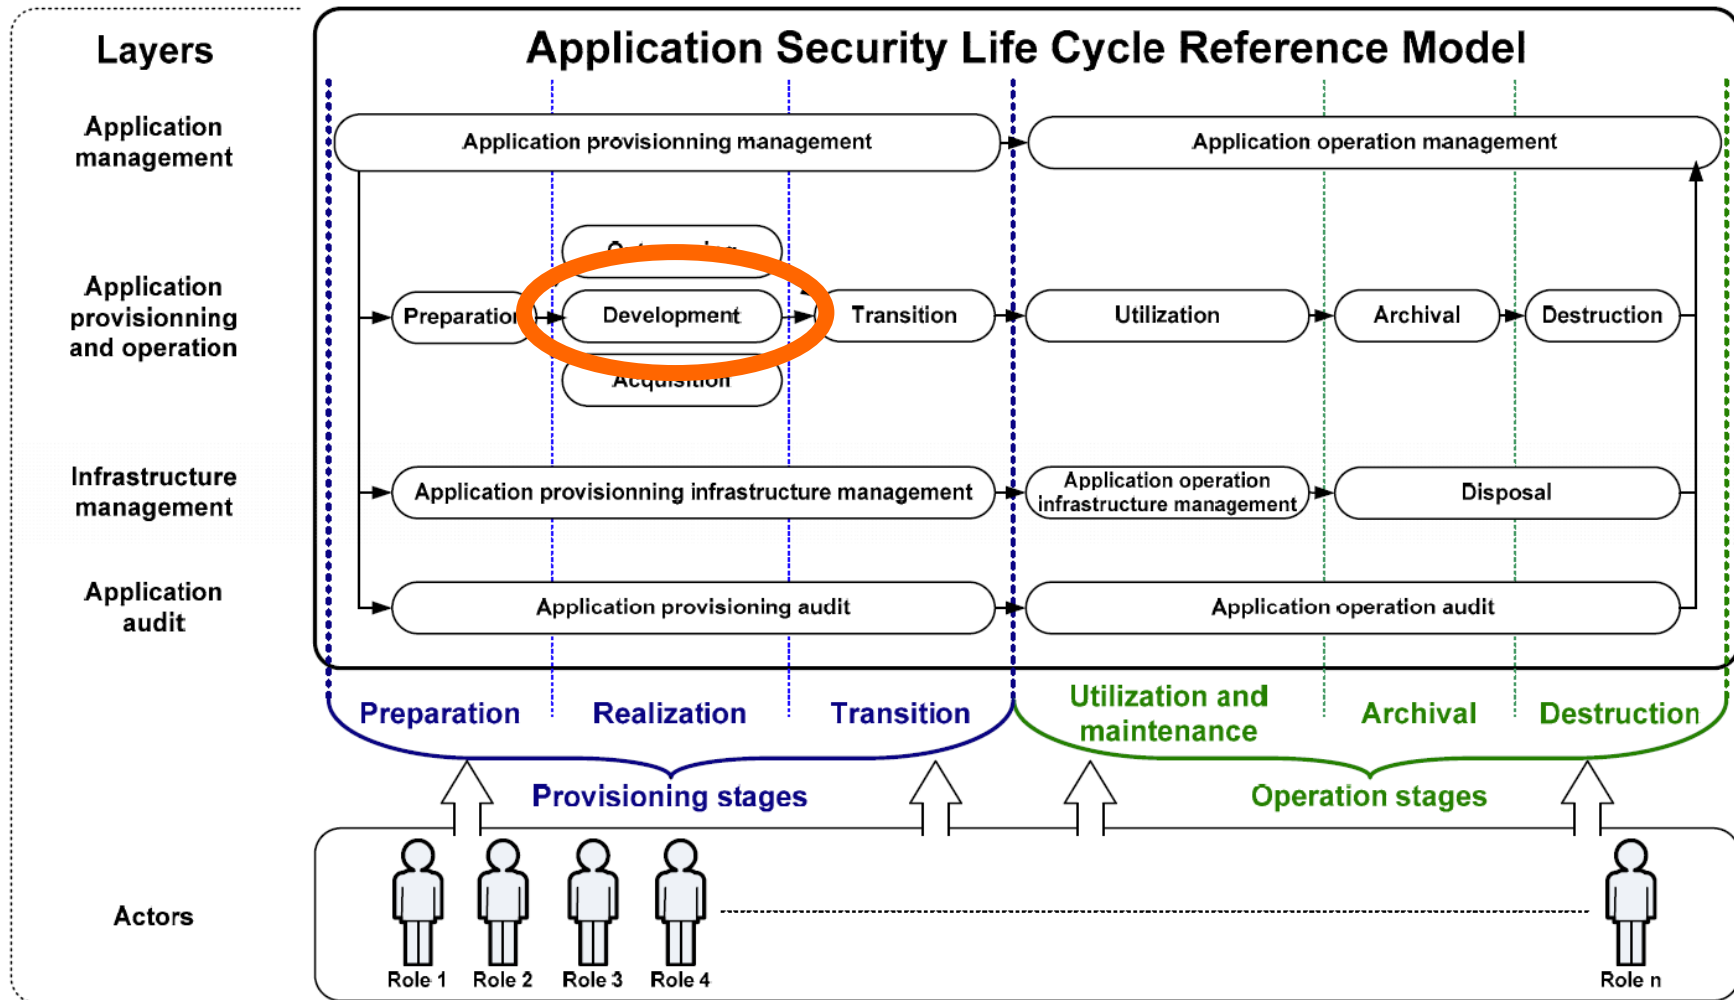 Layers
Application Security Life Cycle Reference Model
Application
management
Application provisionning management
Application operation management
Application
provisionning
and operation
Preparation
Development
Acquisition
Transition
Utilization
Archival
Destruction
Infrastructure
management
Application provisionning infrastructure management
Application operation
infrastructure management
Disposal
Application
audit
Application provisioning audit
Application operation audit
Preparation
Realization
Transition
Utilization and
maintenance
Archival
Destruction
Provisioning stages
Operation stages
Actors
Role 1
Role 2
Role 3
Role 4
Role n